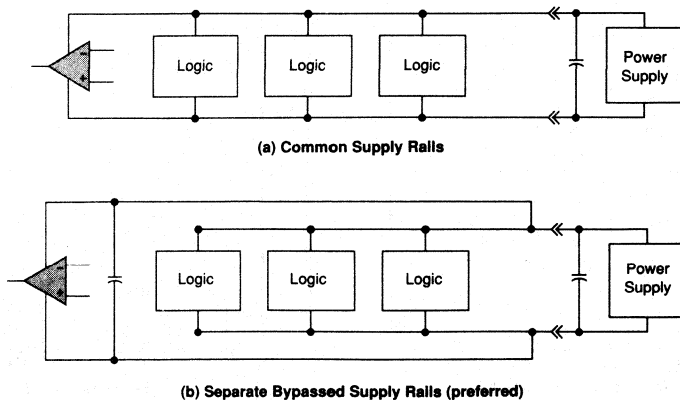 Logic Logic Logic
Power
Supply
(a) Common Supply Rails
Logic Logic Logic
Power
Supply
(b) Separate Bypassed Supply Rails (preferred)